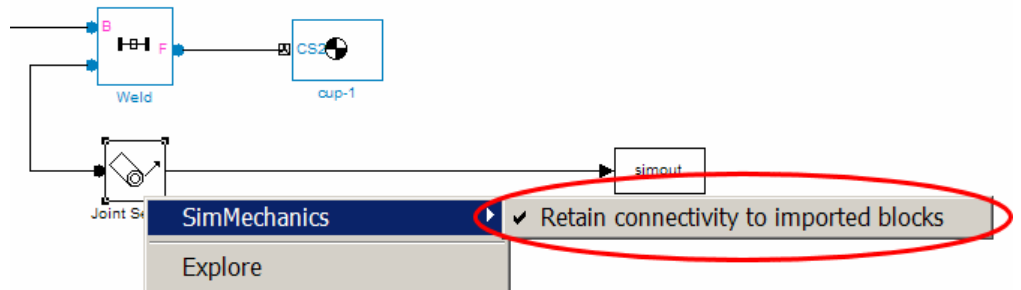 B
F
CS2
Weld
cup-1
simout
Joint Se
SimMechanics
Retain connectivity to imported blocks
Explore